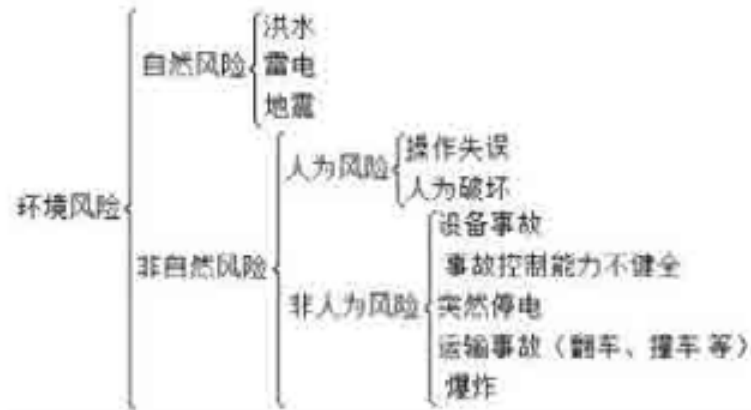 洪水
自然风险
雷电
地震
操作失误
人为风险
人为破坏
环境风险
设备事故
非自然风险
事故控制能力不健全
非人为风险
突然停电
运输事故（翻车、撞车 等）
爆炸